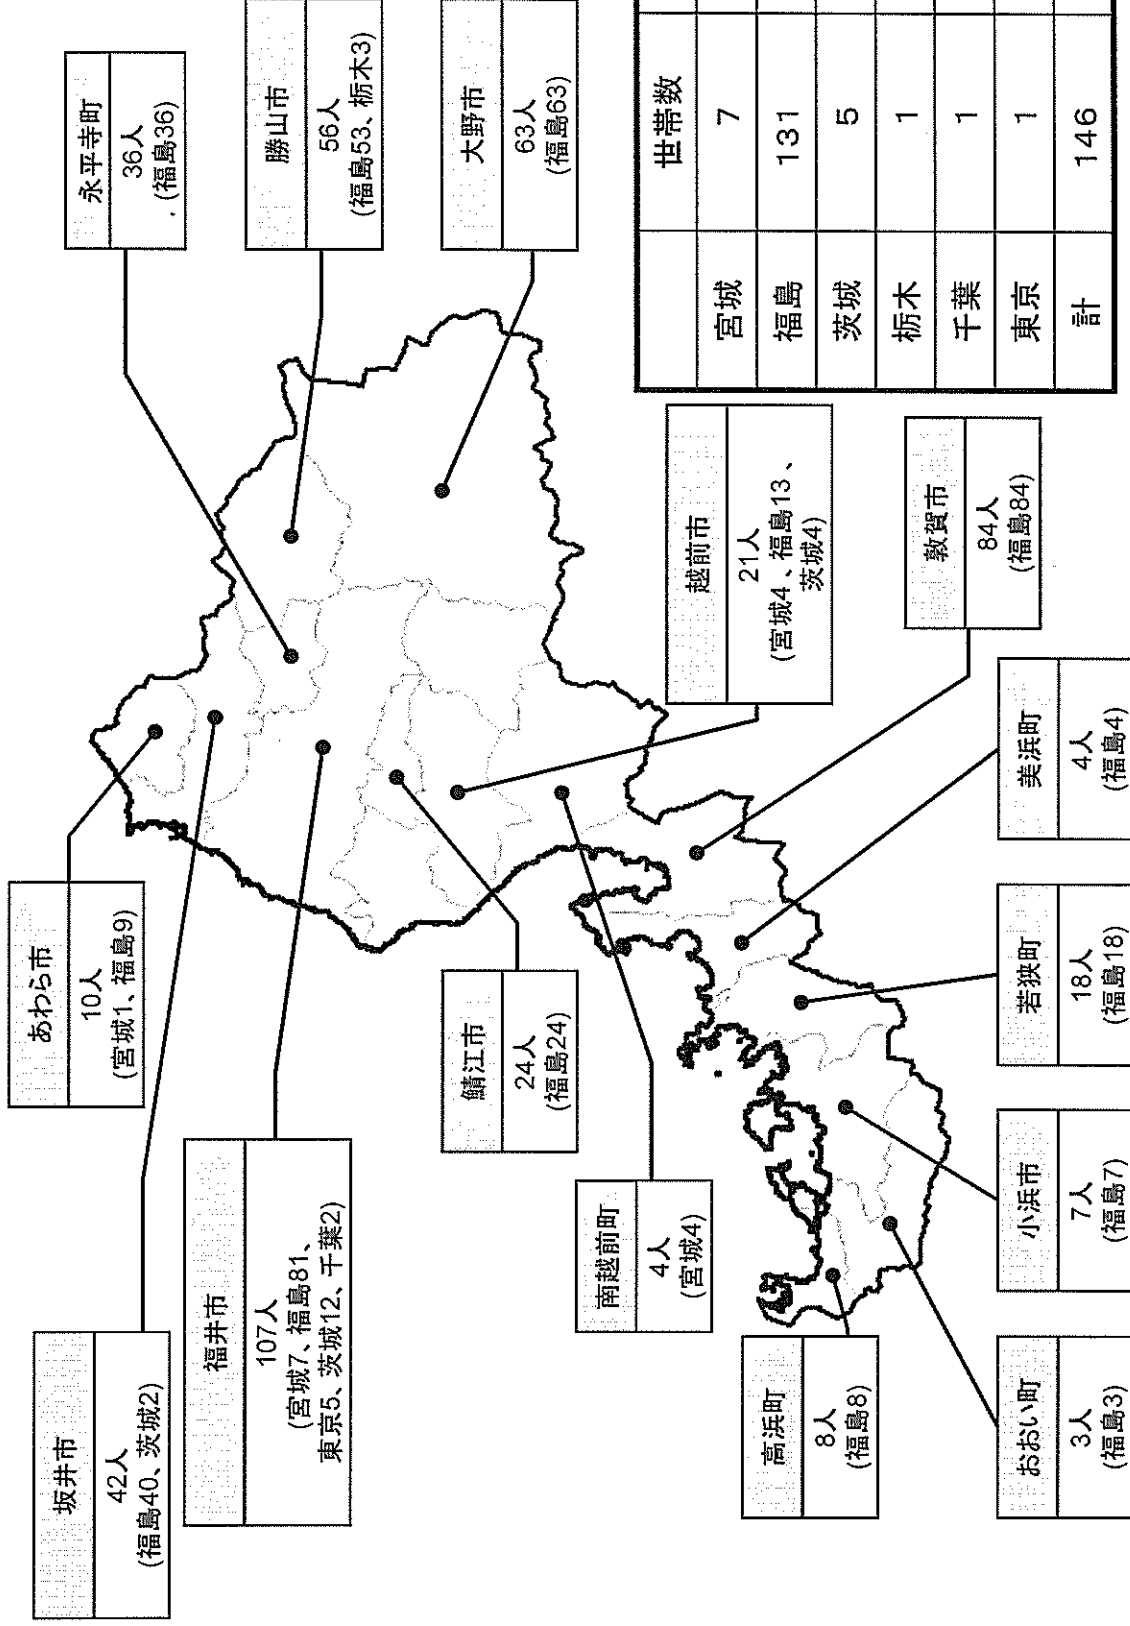 坂井市
42人
(福島40、茨城2)
あわら市
10人
(宮城1、福島9)
永平寺町
36人
(福島36)
福井市
107人
(宮城7、福島81、
東京5、茨城12、千葉2)
勝山市
56人
(福島53、栃木3)
鯖江市
24人
(福島24)
大野市
63人
(福島63)
南越前町
4人
(宮城4)
越前市
21人
(宮城4、福島13、
茨城4)
高浜町
8人
(福島8)
敦賀市
84人
(福島84)
おおい町
3人
(福島3)
小浜市
7人
(福島7)
若狭町
18人
(福島18)
美浜町
4人
(福島4)
世帯数
宮城 7
福島 131
茨城 5
栃木 1
千葉 1
東京 1
計 146